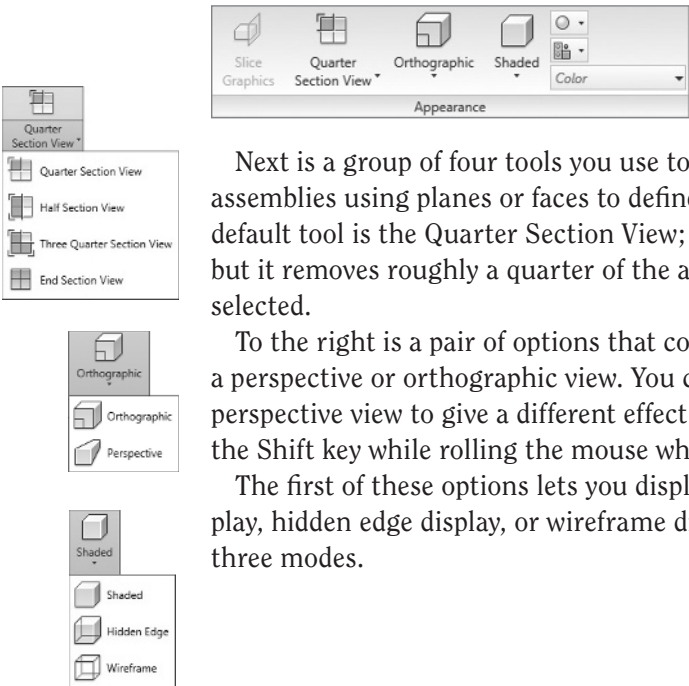 Slice
Graphics
Quarter
Section View
Orthographic
Shaded
Color
Appearance
Quarter
Section View
Quarter Section View
Half Section View
Three Quarter Section View
End Section View
Next is a group of four tools you use to
assemblies using planes or faces to define
default tool is the Quarter Section View;
but it removes roughly a quarter of the a
selected.
Orthographic
Orthographic
Perspective
To the right is a pair of options that co
a perspective or orthographic view. You c
perspective view to give a different effect
the Shift key while rolling the mouse wh
Shaded
Shaded
Hidden Edge
Wireframe
The first of these options lets you displ
play, hidden edge display, or wireframe d
three modes.